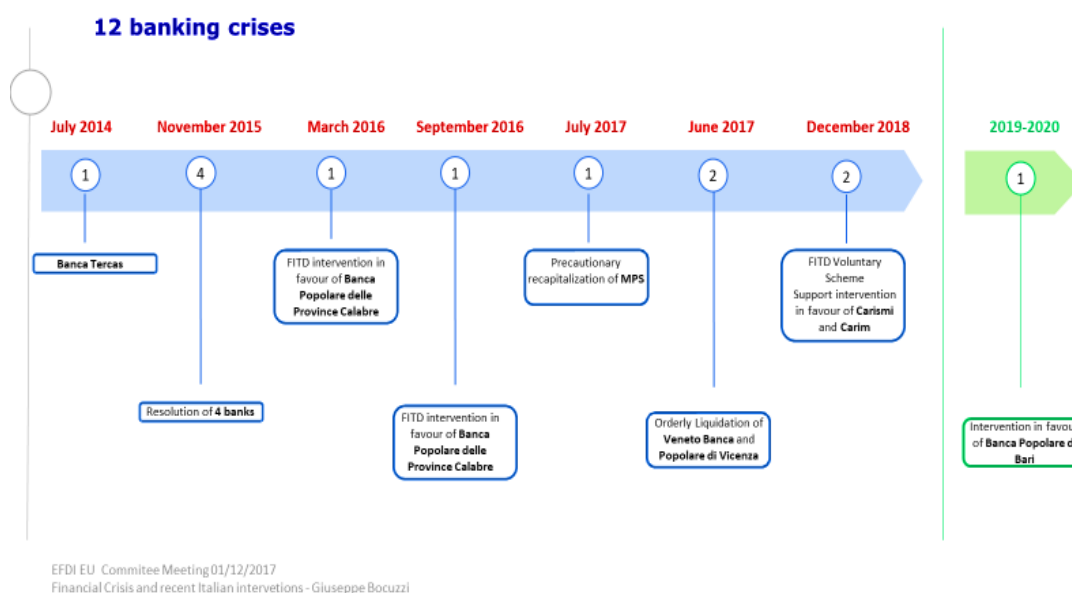 12 banking crises
July 2014
November 2015
March 2016
September 2016
July 2017
June 2017
December 2018
2019-2020
1
4
1
1
1
2
2
1
Banca Tercas
FITD intervention in
favour of Banca
Popolare delle
Province Calabre
Precautionary
recapitalization of MPS
FITD Voluntary
Scheme
Support intervention
in favour of Carismi
and Carim
Resolution of 4 banks
FITD intervention in
favour of Banca
Popolare delle
Province Calabre
Orderly Liquidation of
Veneto Banca and
Popolare di Vicenza
Intervention in favou
of Banca Popolare d
Bari
EFDI EU Commitee Meeting 01/12/2017
Financial Crisis and recent Italian intervetions - Giuseppe Bocuzzi